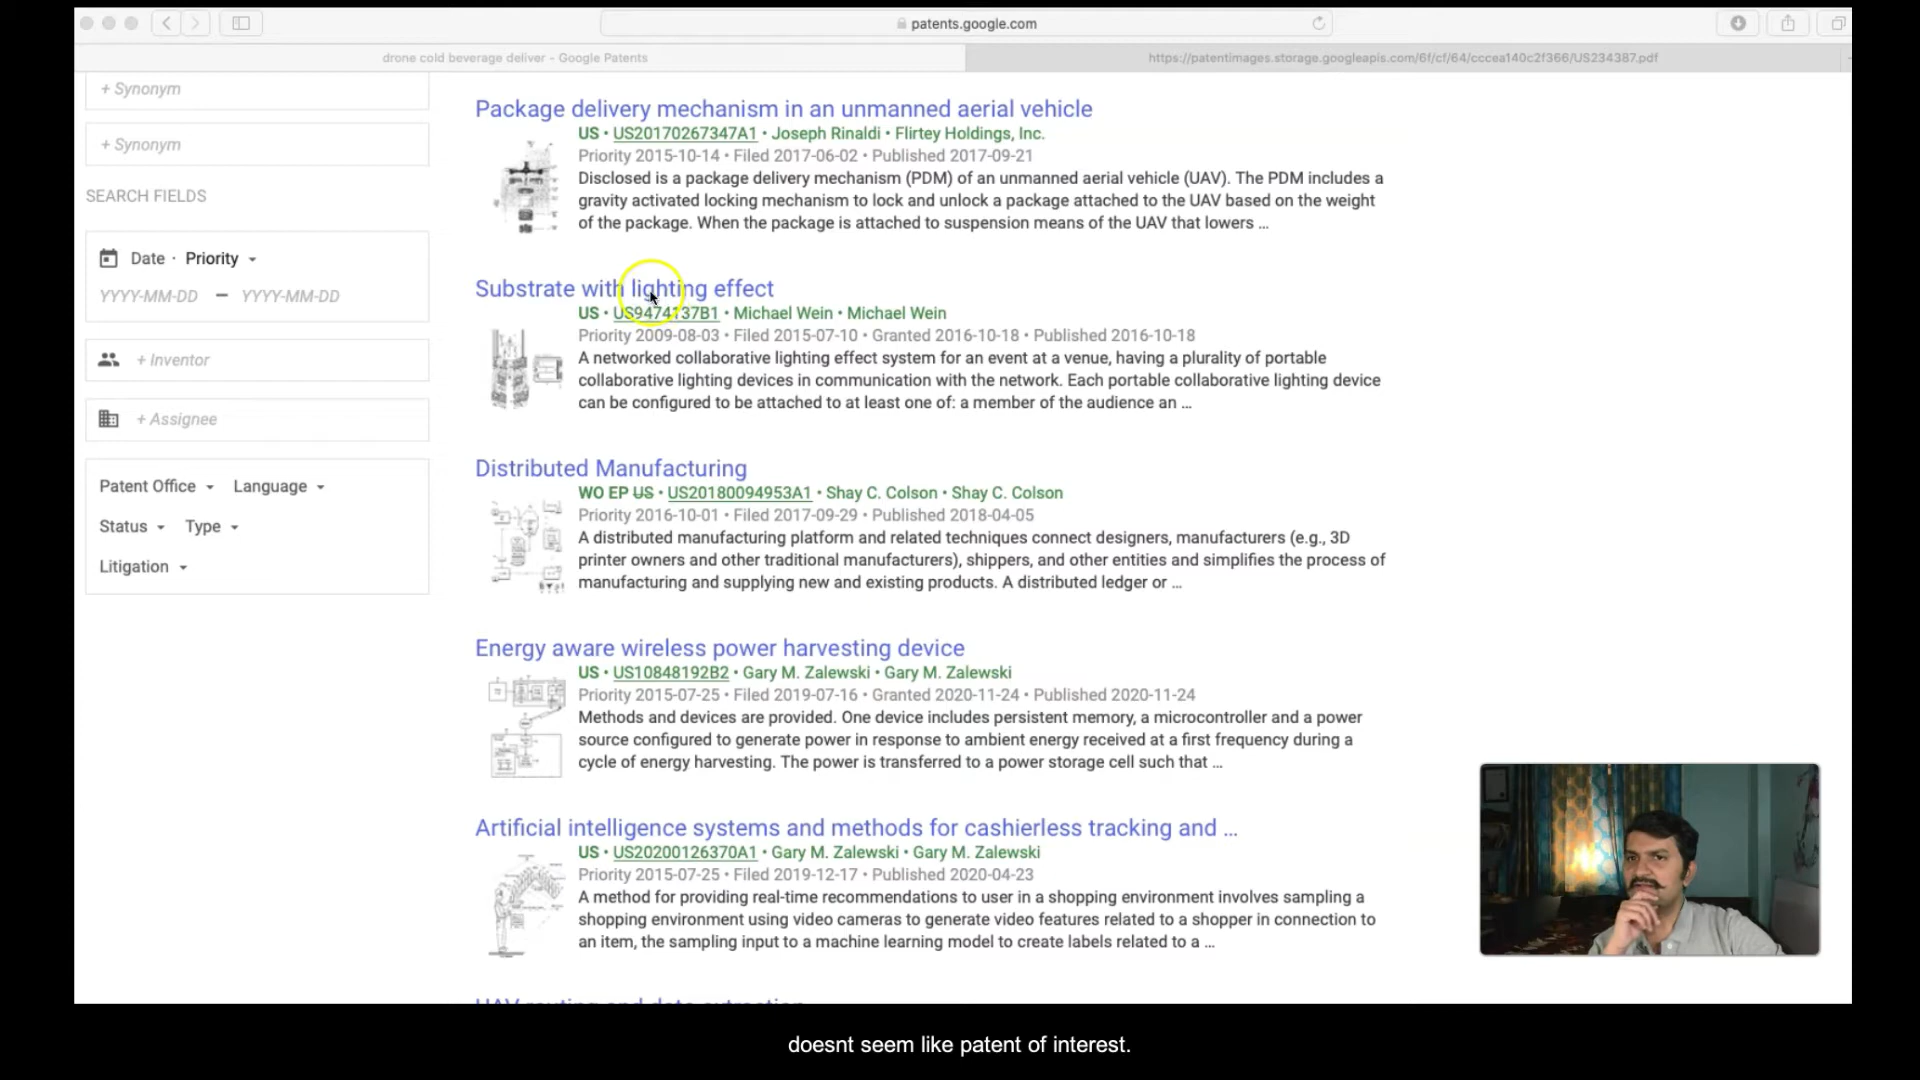 patents.google.com
drone cold beverage deliver - Google Patents
https://patentimages.storage.googleapis.com/6f/cf/64/cccea140c2f366/US234387.pdf
+ Synonym
+ Synonym
SEARCH FIELDS
Date · Priority
YYYY-MM-DD — YYYY-MM-DD
+ Inventor
+ Assignee
Patent Office Language
Status Type
Litigation
Package delivery mechanism in an unmanned aerial vehicle
US • US20170267347A1 • Joseph Rinaldi • Flirtey Holdings, Inc.
Priority 2015-10-14 • Filed 2017-06-02 • Published 2017-09-21
Disclosed is a package delivery mechanism (PDM) of an unmanned aerial vehicle (UAV). The PDM includes a
gravity activated locking mechanism to lock and unlock a package attached to the UAV based on the weight
of the package. When the package is attached to suspension means of the UAV that lowers ...
Substrate with lighting effect
US • US9474137B1 • Michael Wein • Michael Wein
Priority 2009-08-03 • Filed 2015-07-10 • Granted 2016-10-18 • Published 2016-10-18
A networked collaborative lighting effect system for an event at a venue, having a plurality of portable
collaborative lighting devices in communication with the network. Each portable collaborative lighting device
can be configured to be attached to at least one of: a member of the audience an ...
Distributed Manufacturing
WO EP US • US20180094953A1 • Shay C. Colson • Shay C. Colson
Priority 2016-10-01 • Filed 2017-09-29 • Published 2018-04-05
A distributed manufacturing platform and related techniques connect designers, manufacturers (e.g., 3D
printer owners and other traditional manufacturers), shippers, and other entities and simplifies the process of
manufacturing and supplying new and existing products. A distributed ledger or ...
Energy aware wireless power harvesting device
US • US10848192B2 • Gary M. Zalewski • Gary M. Zalewski
Priority 2015-07-25 • Filed 2019-07-16 • Granted 2020-11-24 • Published 2020-11-24
Methods and devices are provided. One device includes persistent memory, a microcontroller and a power
source configured to generate power in response to ambient energy received at a first frequency during a
cycle of energy harvesting. The power is transferred to a power storage cell such that ...
Artificial intelligence systems and methods for cashierless tracking and ...
US • US20200126370A1 • Gary M. Zalewski • Gary M. Zalewski
Priority 2015-07-25 • Filed 2019-12-17 • Published 2020-04-23
A method for providing real-time recommendations to user in a shopping environment involves sampling a
shopping environment using video cameras to generate video features related to a shopper in connection to
an item, the sampling input to a machine learning model to create labels related to a ...
UAV routing and data extraction
doesnt seem like patent of interest.